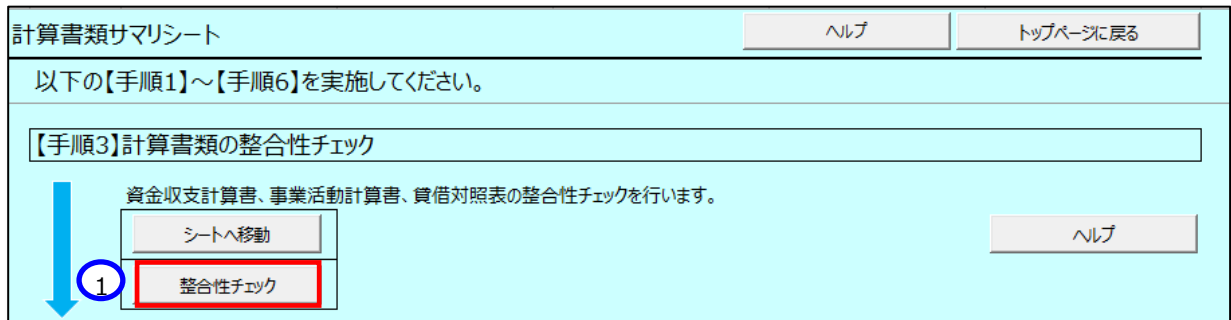 計算書類サマリシート
ヘルプ
トップページに戻る
以下の【手順1】～【手順6】を実施してください。
【手順3】計算書類の整合性チェック
資金収支計算書、事業活動計算書、貸借対照表の整合性チェックを行います。
シートへ移動
ヘルプ
1
整合性チェック